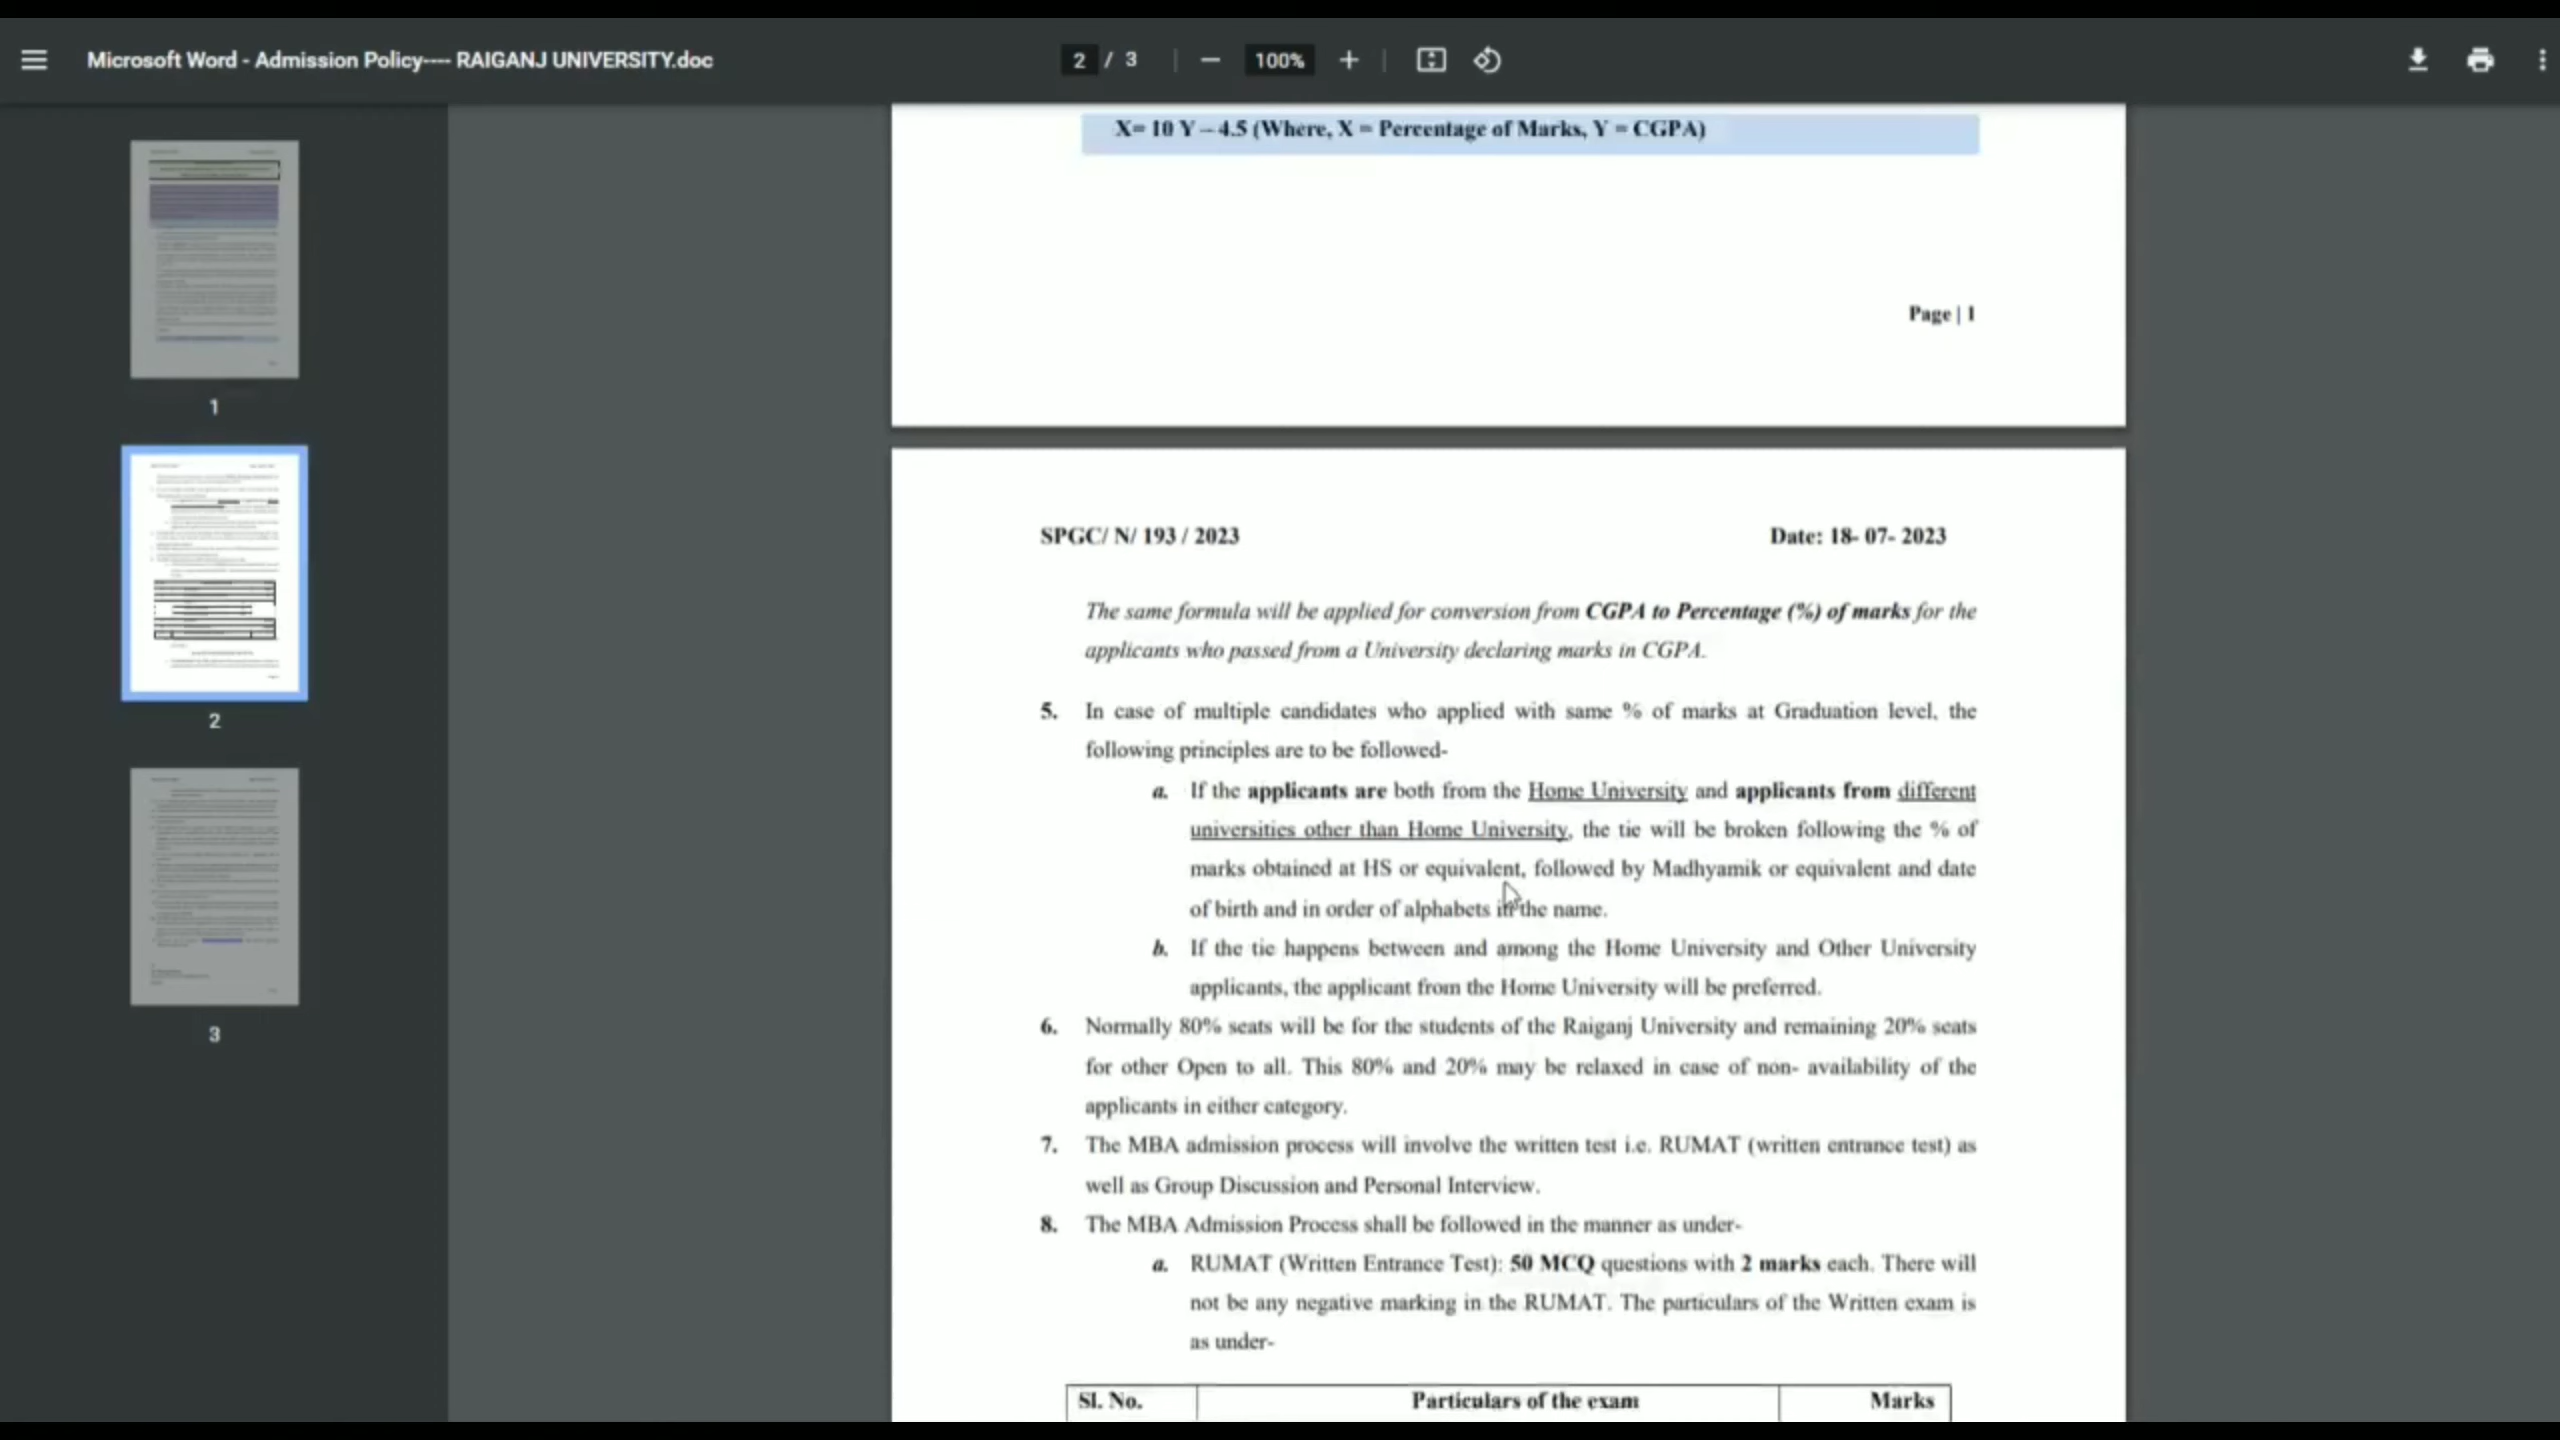 Microsoft Word - Admission Policy---- RAIGANJ UNIVERSITY.doc
2 / 3
100%
1
2
3
X= 10 Y – 4.5 (Where, X = Percentage of Marks, Y = CGPA)
Page | 1
SPGC/ N/ 193 / 2023 Date: 18- 07- 2023
The same formula will be applied for conversion from CGPA to Percentage (%) of marks for the
applicants who passed from a University declaring marks in CGPA.
5. In case of multiple candidates who applied with same % of marks at Graduation level, the
following principles are to be followed-
a. If the applicants are both from the Home University and applicants from different
universities other than Home University, the tie will be broken following the % of
marks obtained at HS or equivalent, followed by Madhyamik or equivalent and date
of birth and in order of alphabets in the name.
b. If the tie happens between and among the Home University and Other University
applicants, the applicant from the Home University will be preferred.
6. Normally 80% seats will be for the students of the Raiganj University and remaining 20% seats
for other Open to all. This 80% and 20% may be relaxed in case of non- availability of the
applicants in either category.
7. The MBA admission process will involve the written test i.e. RUMAT (written entrance test) as
well as Group Discussion and Personal Interview.
8. The MBA Admission Process shall be followed in the manner as under-
a. RUMAT (Written Entrance Test): 50 MCQ questions with 2 marks each. There will
not be any negative marking in the RUMAT. The particulars of the Written exam is
as under-
Sl. No. Particulars of the exam Marks